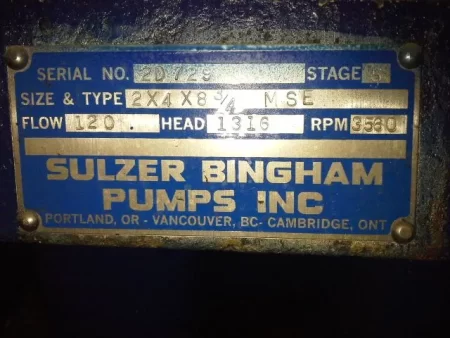 SERIAL NO. 2D729 STAGE
SIZE & TYPE 2X4X8 3/4 MSE
FLOW 120. HEAD 1316 RPM 3560
SULZER BINGHAM
PUMPS INC
PORTLAND, OR - VANCOUVER, BC- CAMBRIDGE, ONT